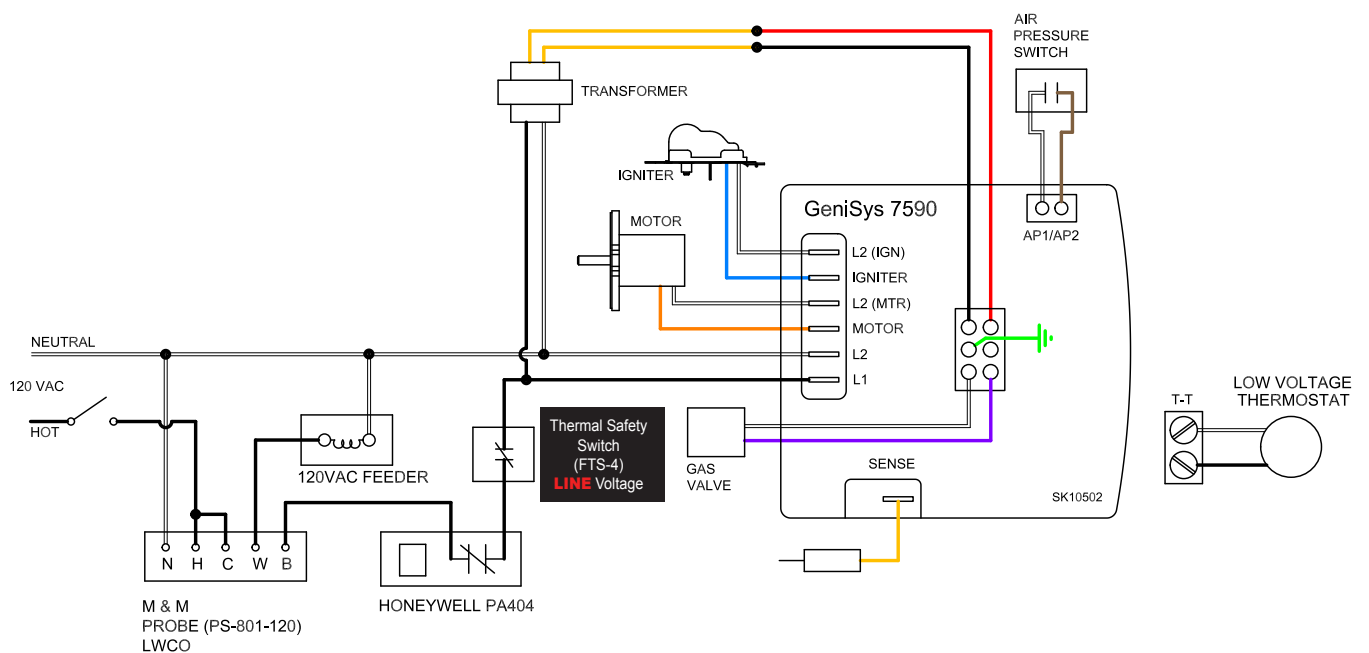 AIR
PRESSURE
SWITCH
TRANSFORMER
IGNITER
GeniSys 7590
MOTOR
AP1/AP2
L2 (IGN)
IGNITER
L2 (MTR)
MOTOR
NEUTRAL
L2
120 VAC
L1
LOW VOLTAGE
THERMOSTAT
T-T
HOT
Thermal Safety
Switch
(FTS-4)
LINE Voltage
120VAC FEEDER
GAS
VALVE
SENSE
SK10502
N H C W B
HONEYWELL PA404
M & M
PROBE (PS-801-120)
LWCO